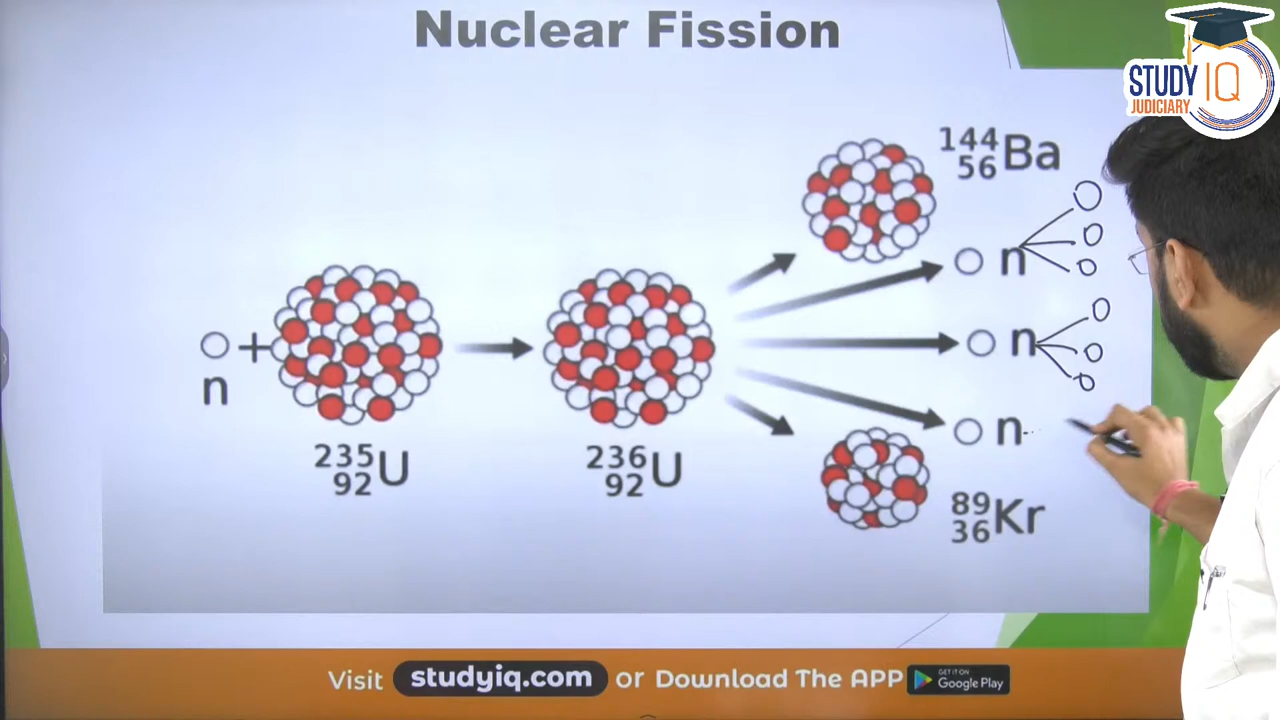 Nuclear Fission
STUDY IQ
JUDICIARY
144
56 Ba
n
n
n
+
n
235
92 U
236
92 U
89
36 Kr
Visit studyiq.com or Download The APP GET IT ON Google Play